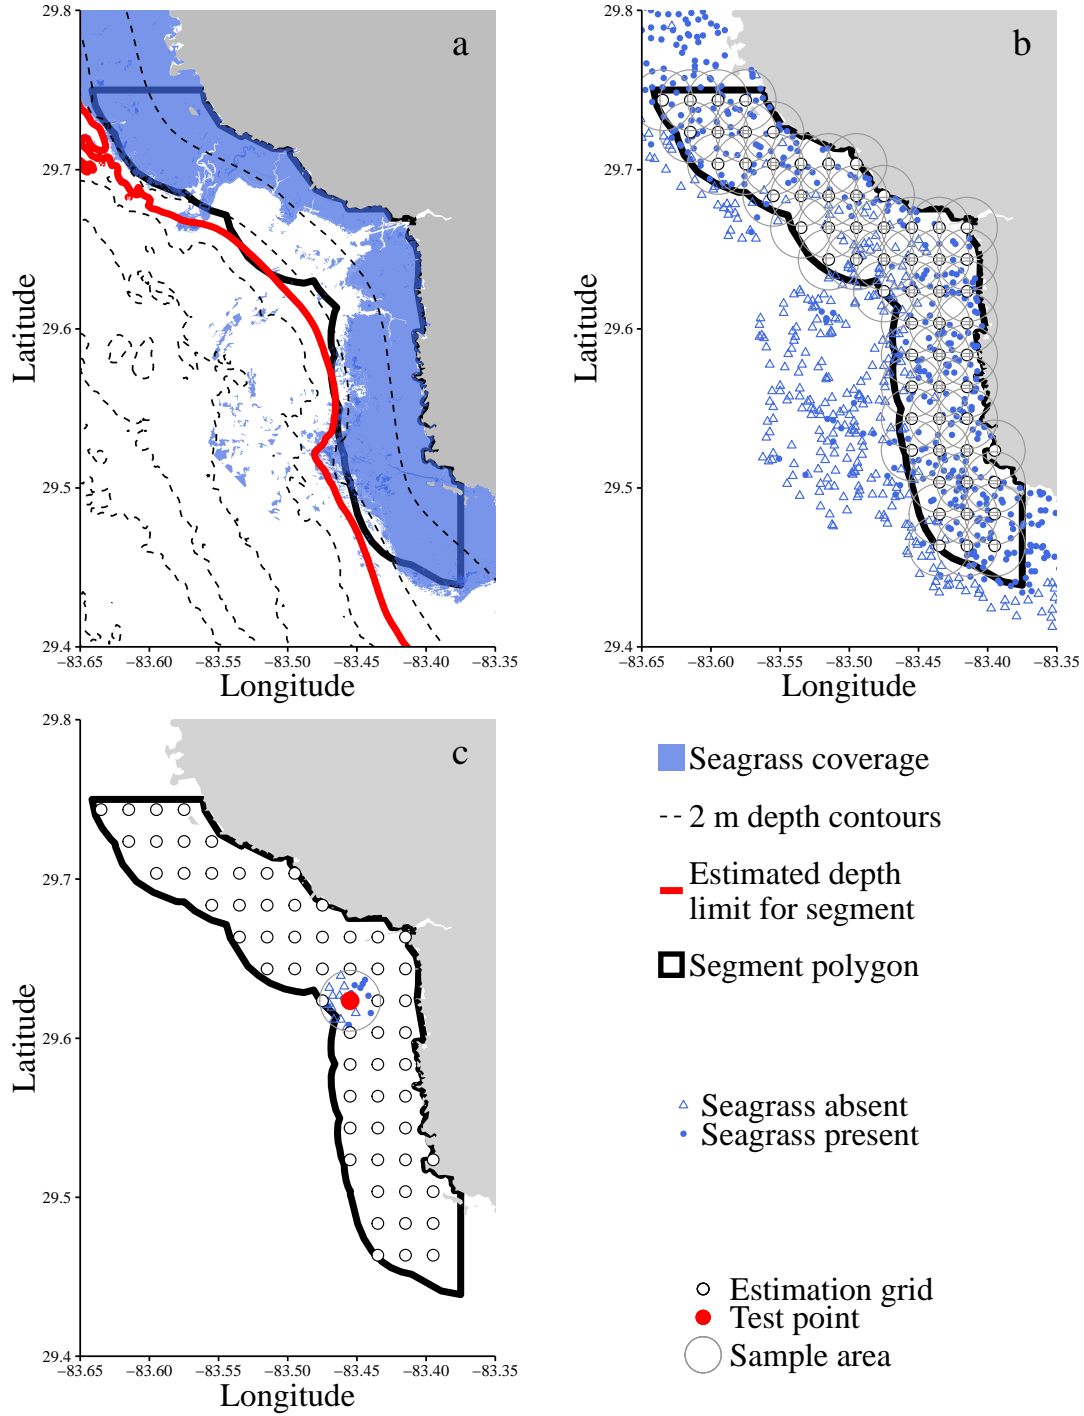 a
29.8
29.7
29.6
29.5
29.4
Latitude
−83.65
−83.60
−83.55
−83.50
−83.45
−83.40
−83.35
Longitude
b
29.8
29.7
29.6
29.5
29.4
Latitude
−83.65
−83.60
−83.55
−83.50
−83.45
−83.40
−83.35
Longitude
c
29.8
29.7
29.6
29.5
29.4
Latitude
−83.65
−83.60
−83.55
−83.50
−83.45
−83.40
−83.35
Longitude
Seagrass coverage
2 m depth contours
Estimated depth
limit for segment
Segment polygon
Seagrass absent
Seagrass present
Estimation grid
Test point
Sample area